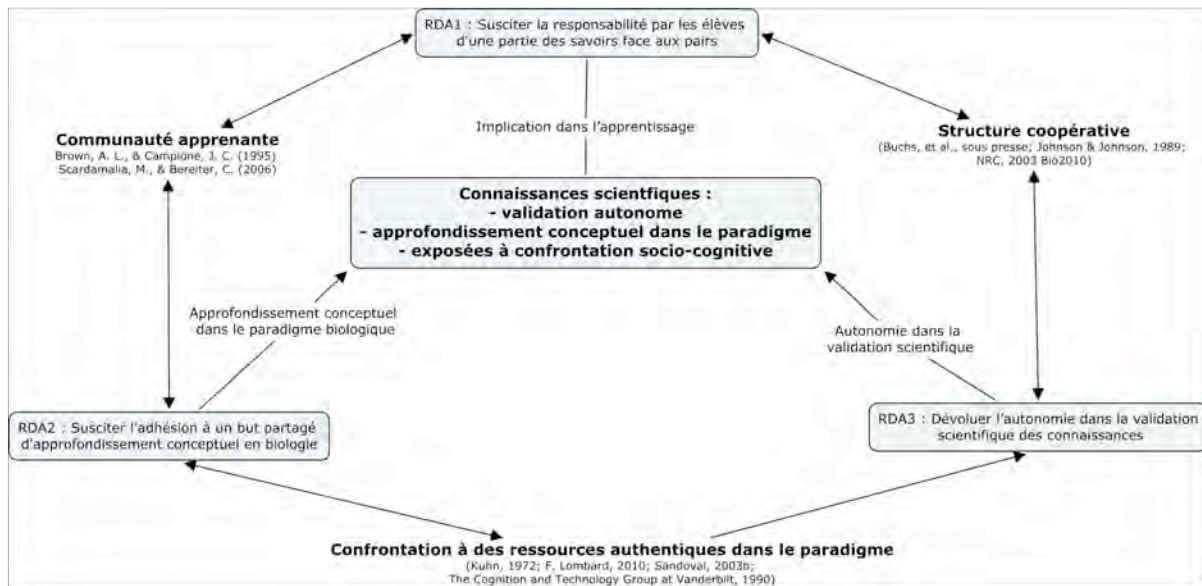 RDA1 : Susciter la responsabilité par les élèves
d'une partie des savoirs face aux pairs
Implication dans l'apprentissage
Communauté apprenante
Brown, A. L., & Campione, J. C. (1995)
Scardamalia, M., & Bereiter, C. (2006)
Structure coopérative
(Buchs, et al., sous presse; Johnson & Johnson, 1989;
NRC, 2003 Bio2010)
Connaissances scientfiques :
- validation autonome
- approfondissement conceptuel dans le paradigme
- exposées à confrontation socio-cognitive
Approfondissement conceptuel
dans le paradigme biologique
Autonomie dans la
validation scientifique
RDA2 : Susciter l'adhésion à un but partagé
d'approfondissement conceptuel en biologie
RDA3 : Dévoluer l'autonomie dans la validation
scientifique des connaissances
Confrontation à des ressources authentiques dans le paradigme
(Kuhn, 1972; F. Lombard, 2010; Sandoval, 2003b;
The Cognition and Technology Group at Vanderbilt, 1990)